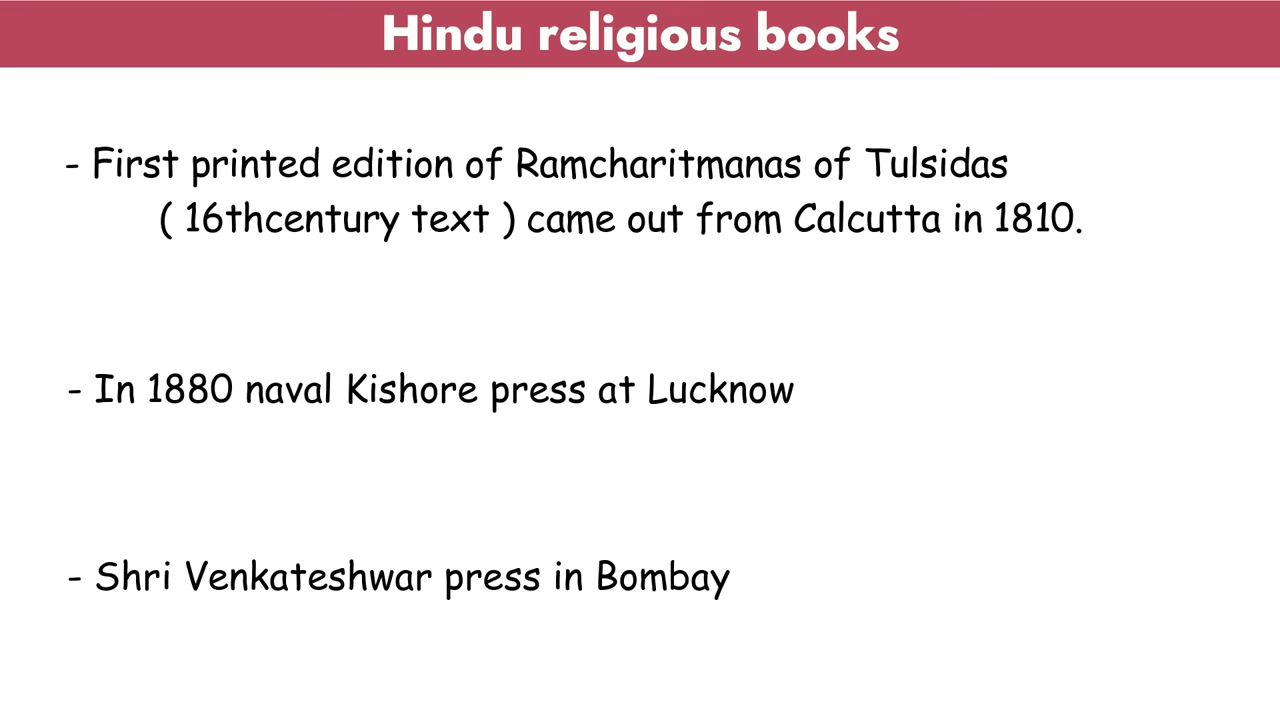 Hindu religious books
- First printed edition of Ramcharitmanas of Tulsidas
( 16thcentury text ) came out from Calcutta in 1810.
- In 1880 naval Kishore press at Lucknow
- Shri Venkateshwar press in Bombay